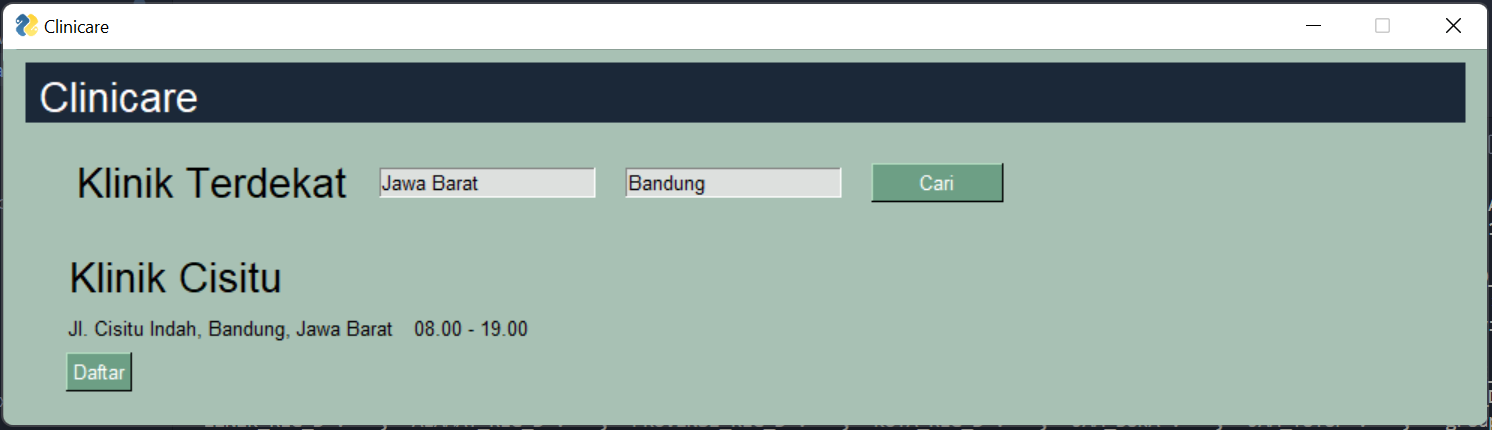 Clinicare
Clinicare
Klinik Terdekat Jawa Barat Bandung Cari
Klinik Cisitu
Jl. Cisitu Indah, Bandung, Jawa Barat 08.00 - 19.00
Daftar